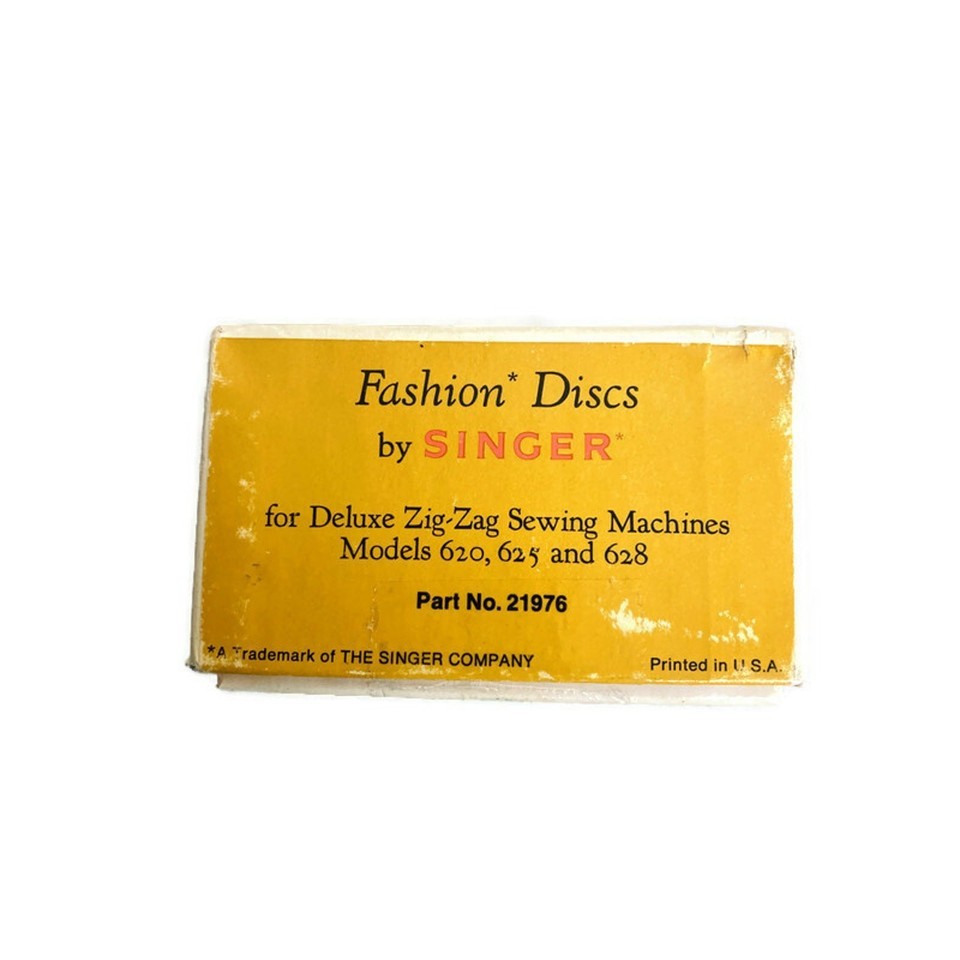 Fashion* Discs
by SINGER*
for Deluxe Zig-Zag Sewing Machines
Models 620, 625 and 628
Part No. 21976
*A Trademark of THE SINGER COMPANY
Printed in U.S.A.